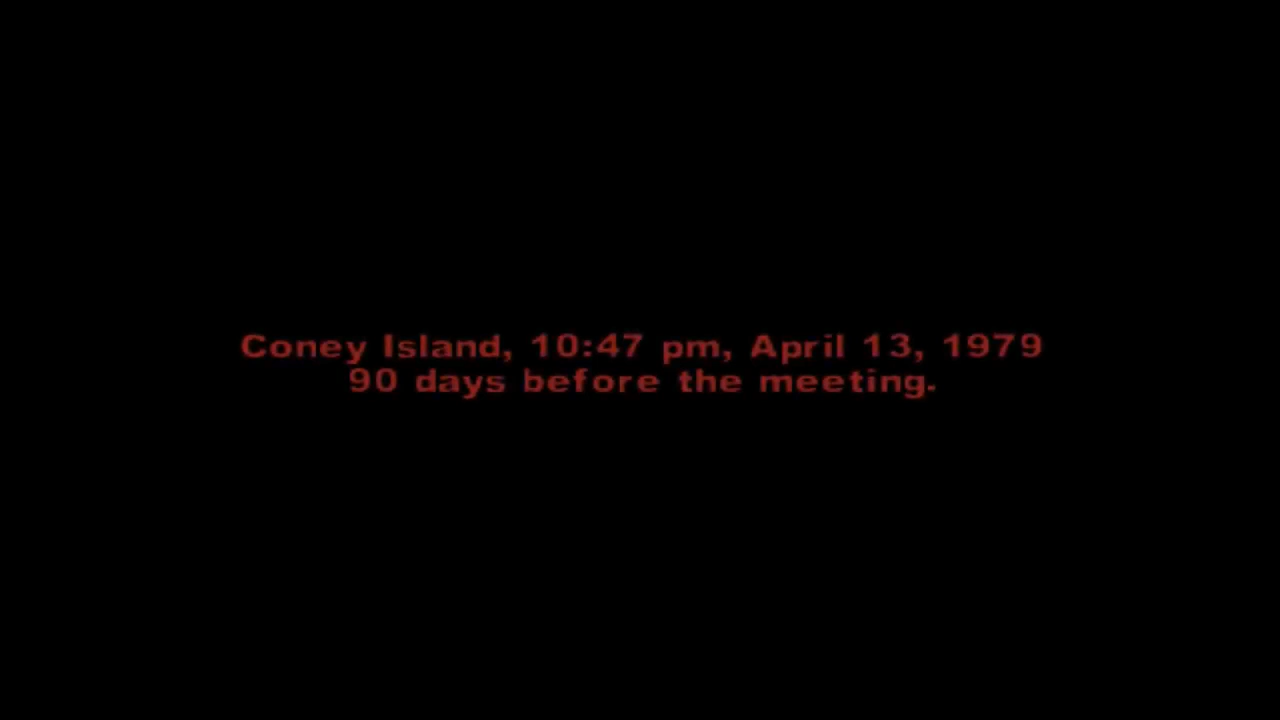 Coney Island, 10:47 pm, April 13, 1979
90 days before the meeting.